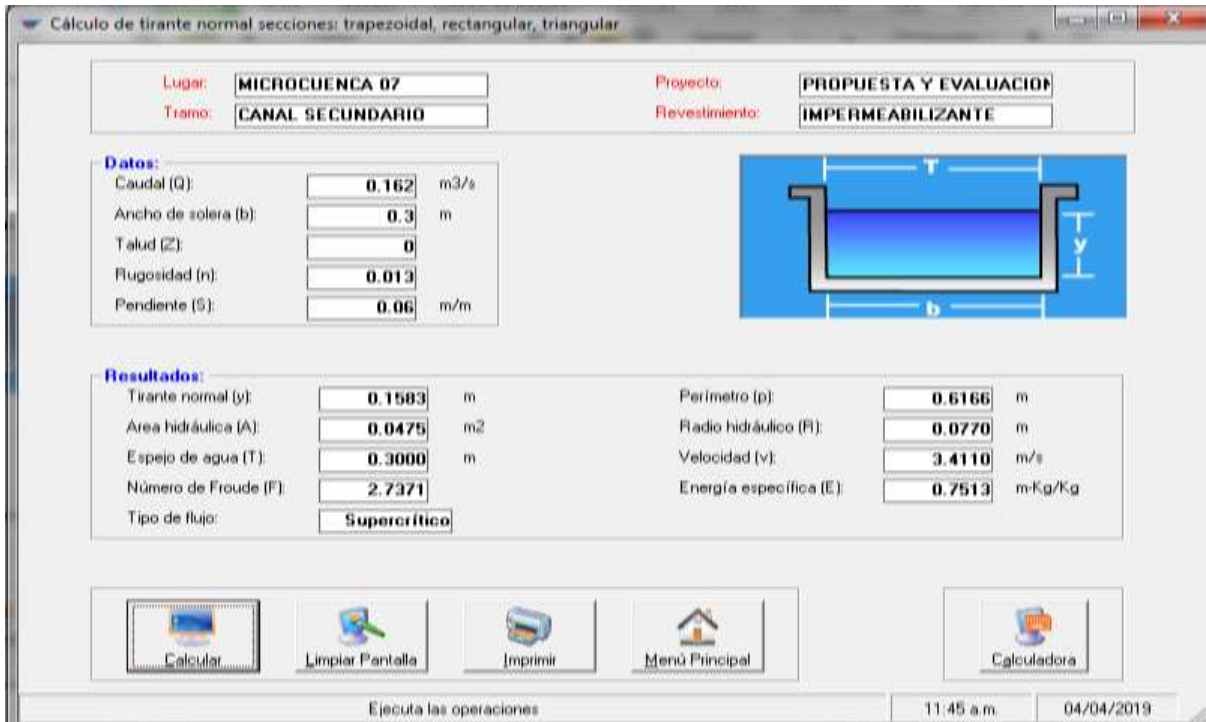 Cálculo de tirante normal secciones: trapezoidal, rectangular, triangular
Lugar: MICROCUENCA 07 Proyecto: PROPUESTA Y EVALUACION
Tramo: CANAL SECUNDARIO Revestimiento: IMPERMEABILIZANTE
Datos:
Caudal (Q): 0.162 m3/s
Ancho de solera (b): 0.3 m
Talud (Z): 0
Rugosidad (n): 0.013
Pendiente (S): 0.06 m/m
T
y
b
Resultados:
Tirante normal (y): 0.1583 m Perímetro (p): 0.6166 m
Area hidráulica (A): 0.0475 m2 Radio hidráulico (R): 0.0770 m
Espejo de agua (T): 0.3000 m Velocidad (v): 3.4110 m/s
Número de Froude (F): 2.7371 Energía específica (E): 0.7513 m-Kg/Kg
Tipo de flujo: Supercrítico
Calcular Limpiar Pantalla Imprimir Menú Principal Calculadora
Ejecuta las operaciones 11:45 a.m. 04/04/2019